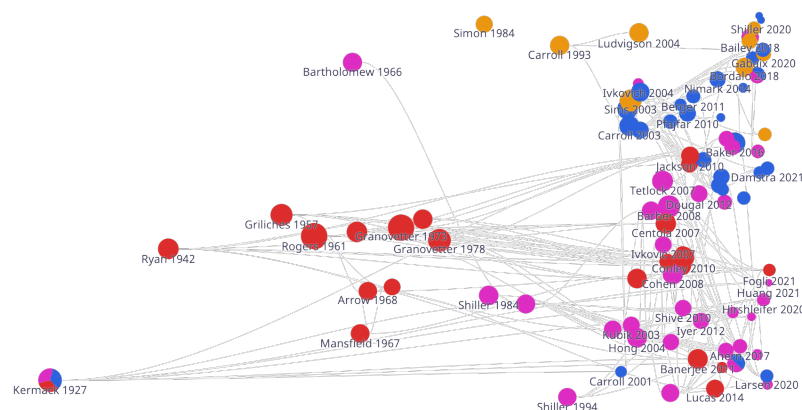 Simon 1984
Shiller 2020
Carroll 1993
Ludvigson 2004
Bailey 2018
Gabaix 2020
Bartholomew 1966
Bordalo 2018
Nimark 2014
Ivkovich 2004
Sims 2003
Berger 2011
Pfajfar 2010
Carroll 2003
Baker 2016
Jackson 2010
Damstra 2021
Tetlock 2007
Dougal 2012
Barber 2008
Griliches 1957
Granovetter 1973
Centola 2007
Rogers 1961
Granovetter 1978
Ryan 1942
Ivkovic 2007
Conley 2010
Cohen 2008
Fogli 2021
Huang 2021
Arrow 1968
Shiller 1984
Hirshleifer 2020
Shive 2010
Iyer 2012
Kubik 2003
Mansfield 1967
Hong 2004
Ahern 2017
Banerjee 2001
Carroll 2001
Larsen 2020
Kermack 1927
Lucas 2014
Shiller 1994